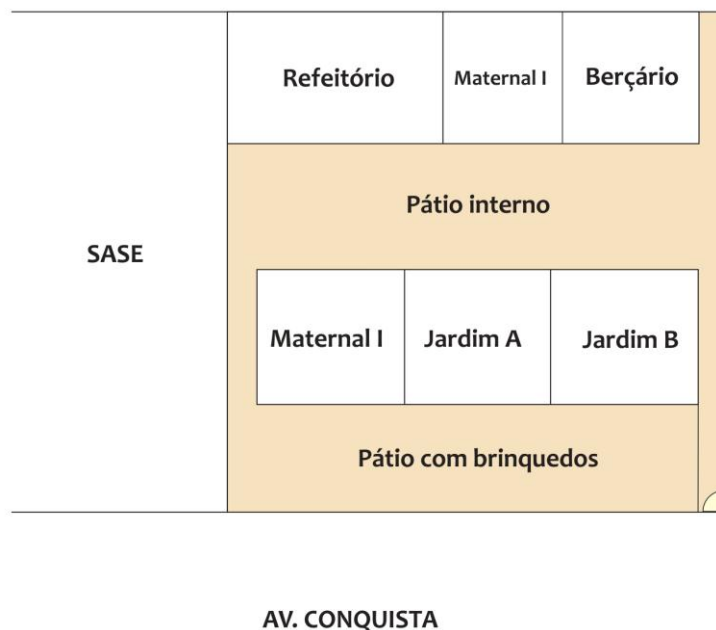 Refeitório
Maternal I
Berçário
Pátio interno
SASE
Maternal I
Jardim A
Jardim B
Pátio com brinquedos
AV. CONQUISTA